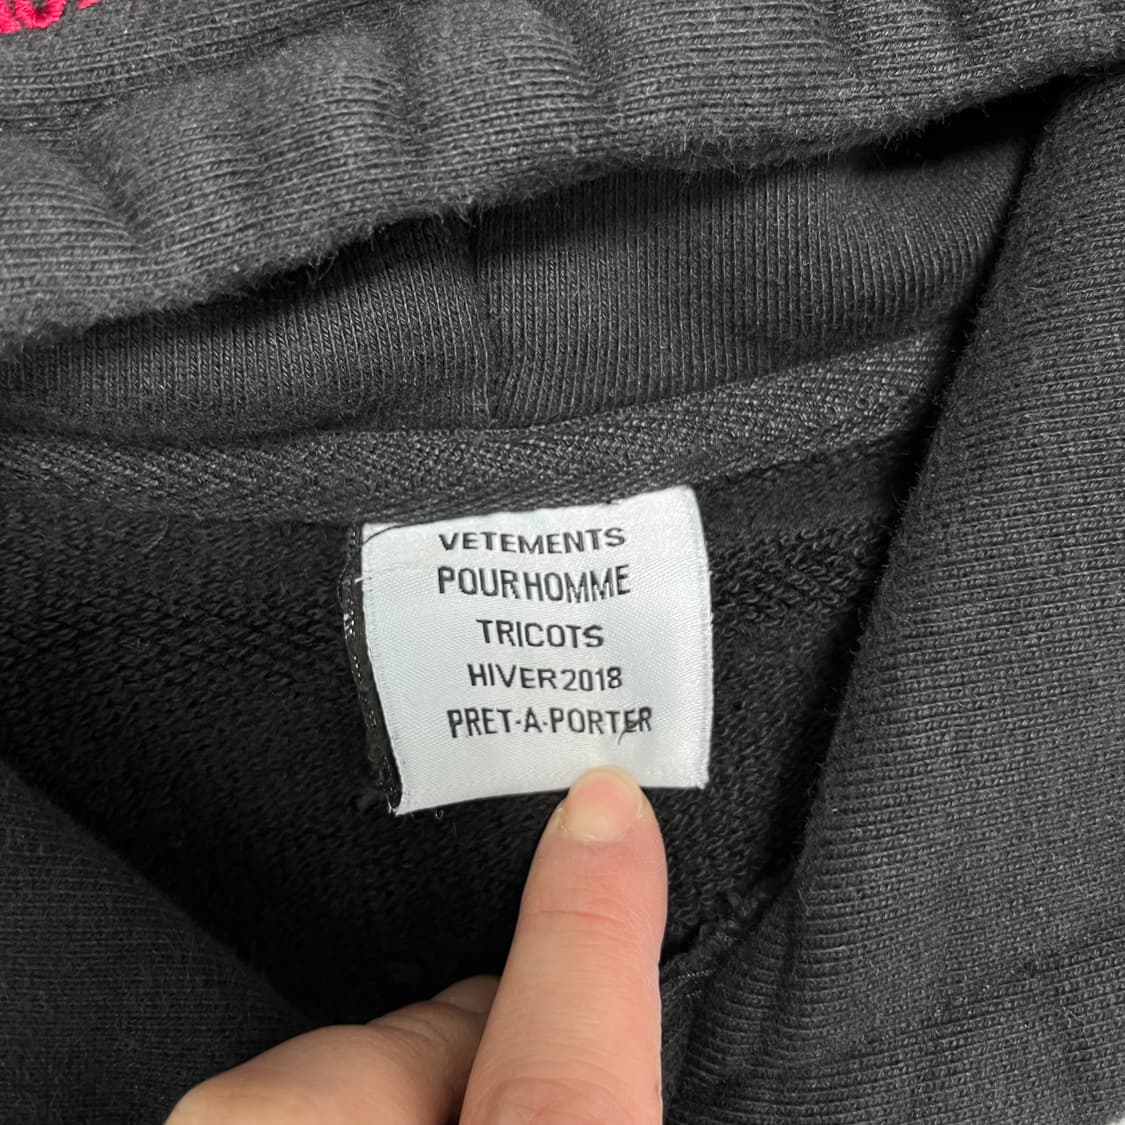 VETEMENTS
POUR HOMME
TRICOTS
HIVER 2018
PRET-A-PORTER